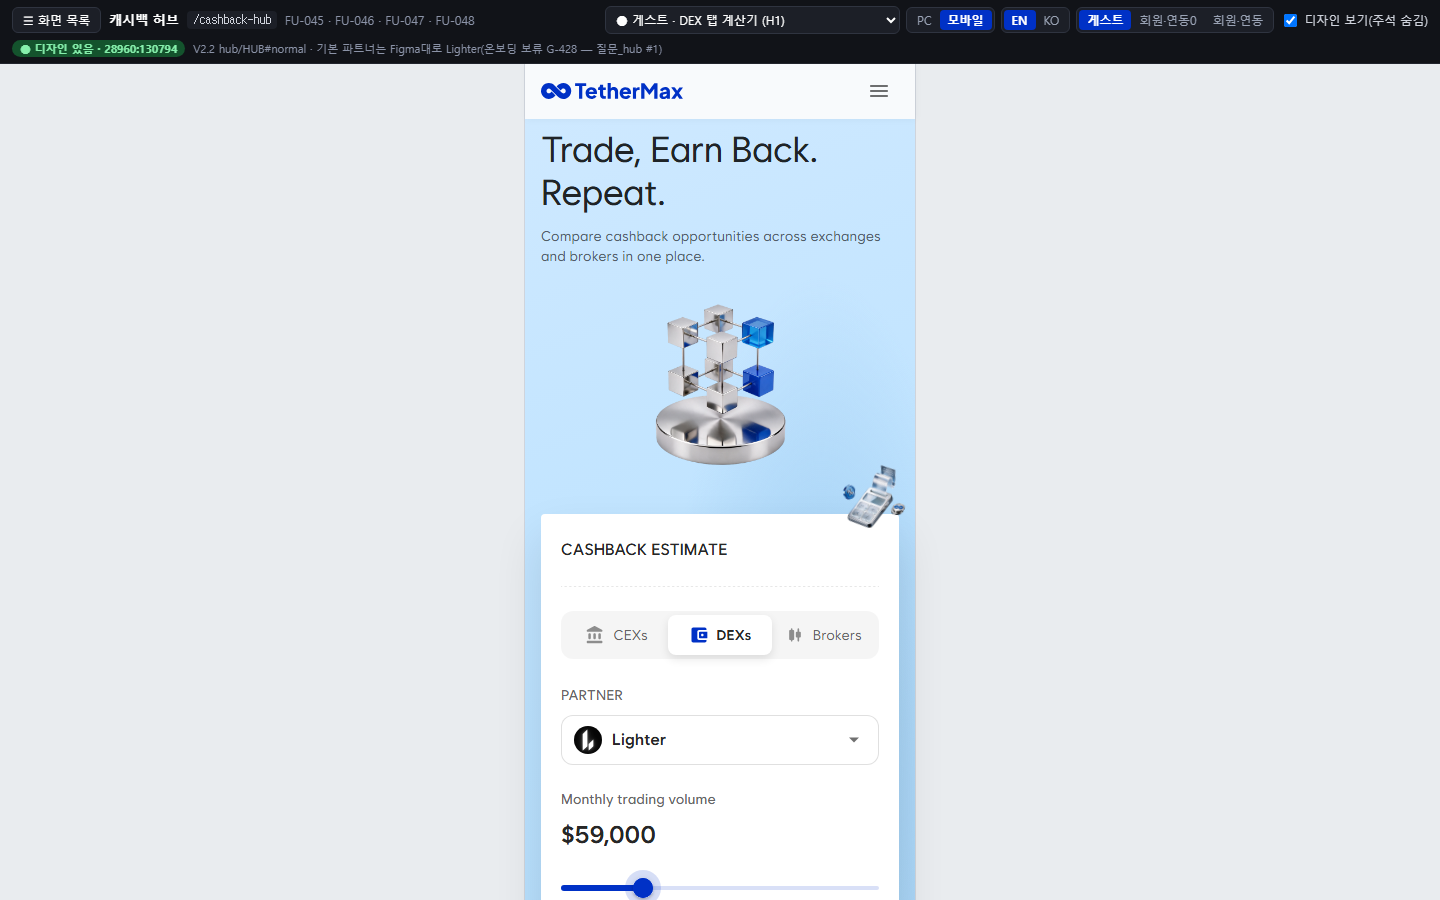 ☰ 화면 목록 캐시백 허브 /cashback-hub FU-045 · FU-046 · FU-047 · FU-048 ● 게스트 · DEX 탭 계산기 (H1) PC 모바일 EN KO 게스트 회원·연동0 회원·연동 디자인 보기(주석 숨김)
● 디자인 있음 · 28960:130794 V2.2 hub/HUB#normal · 기본 파트너는 Figma대로 Lighter(온보딩 보류 G-428 — 질문_hub #1)
TetherMax
Trade, Earn Back.
Repeat.
Compare cashback opportunities across exchanges
and brokers in one place.
CASHBACK ESTIMATE
CEXs DEXs Brokers
PARTNER
Lighter
Monthly trading volume
$59,000